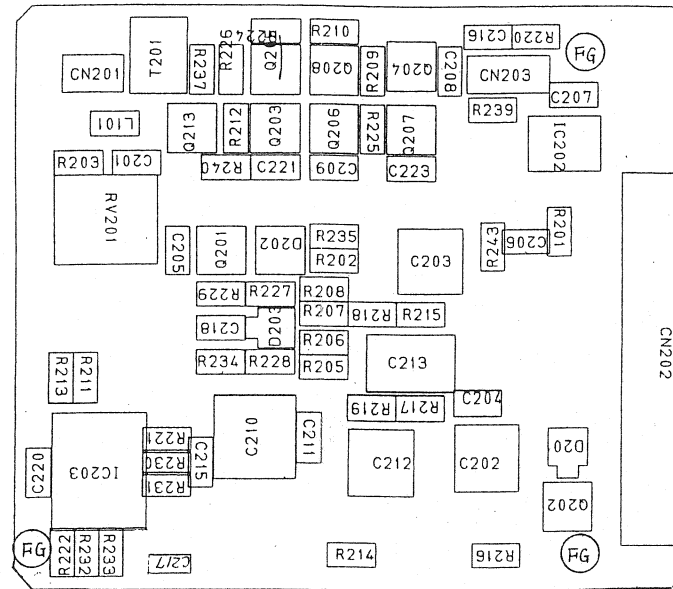 R224 R210
C216 R220
FG
CN201 T201 R237 R226 Q208 R209 Q204 C208 CN203
C207
R239
L101
Q213 R212 Q203 Q206 R225 Q207 IC202
R203 C201 R240 C221 C209 C223
RV201
C205 Q201 D202 R235 R202 C203 R243 C206 R201
R229 R227 R208
R207 R218 R215
C218 D203
R206
R234 R228 R205 C213
CN202
R213 R211
C204
R219 R217
C210 C211
R221
C220 IC203 R230 C215 C212 C202 D20
R231
Q202
FG R222 R232 R233 C217 R214 R216 FG